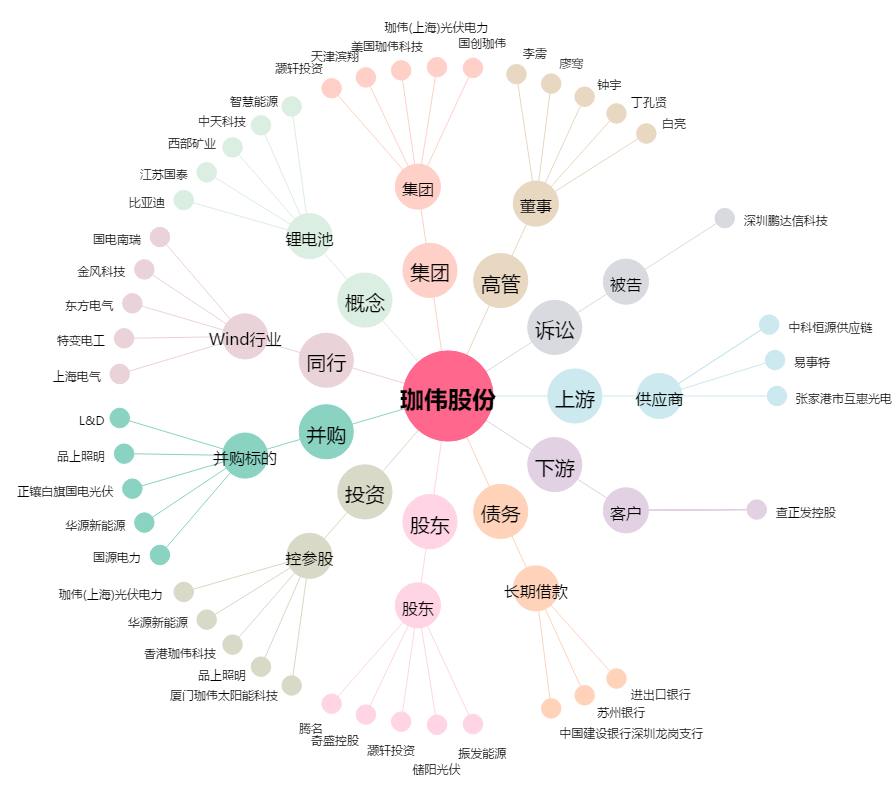 珈伟(上海)光伏电力
国创珈伟
美国珈伟科技
天津滨翔
灏轩投资
李雳
廖骞
钟宇
丁孔贤
白亮
智慧能源
中天科技
西部矿业
江苏国泰
比亚迪
集团
董事
锂电池
深圳鹏达信科技
国电南瑞
金风科技
东方电气
特变电工
上海电气
Wind行业
同行
概念
集团
高管
诉讼
被告
中科恒源供应链
易事特
张家港市互惠光电
供应商
上游
珈伟股份
L&D
品上照明
正镶白旗国电光伏
华源新能源
国源电力
并购标的
并购
投资
股东
债务
下游
客户
查正发控股
控参股
珈伟(上海)光伏电力
华源新能源
香港珈伟科技
品上照明
厦门珈伟太阳能科技
股东
长期借款
腾名
奇盛控股
灏轩投资
储阳光伏
振发能源
进出口银行
苏州银行
中国建设银行深圳龙岗支行